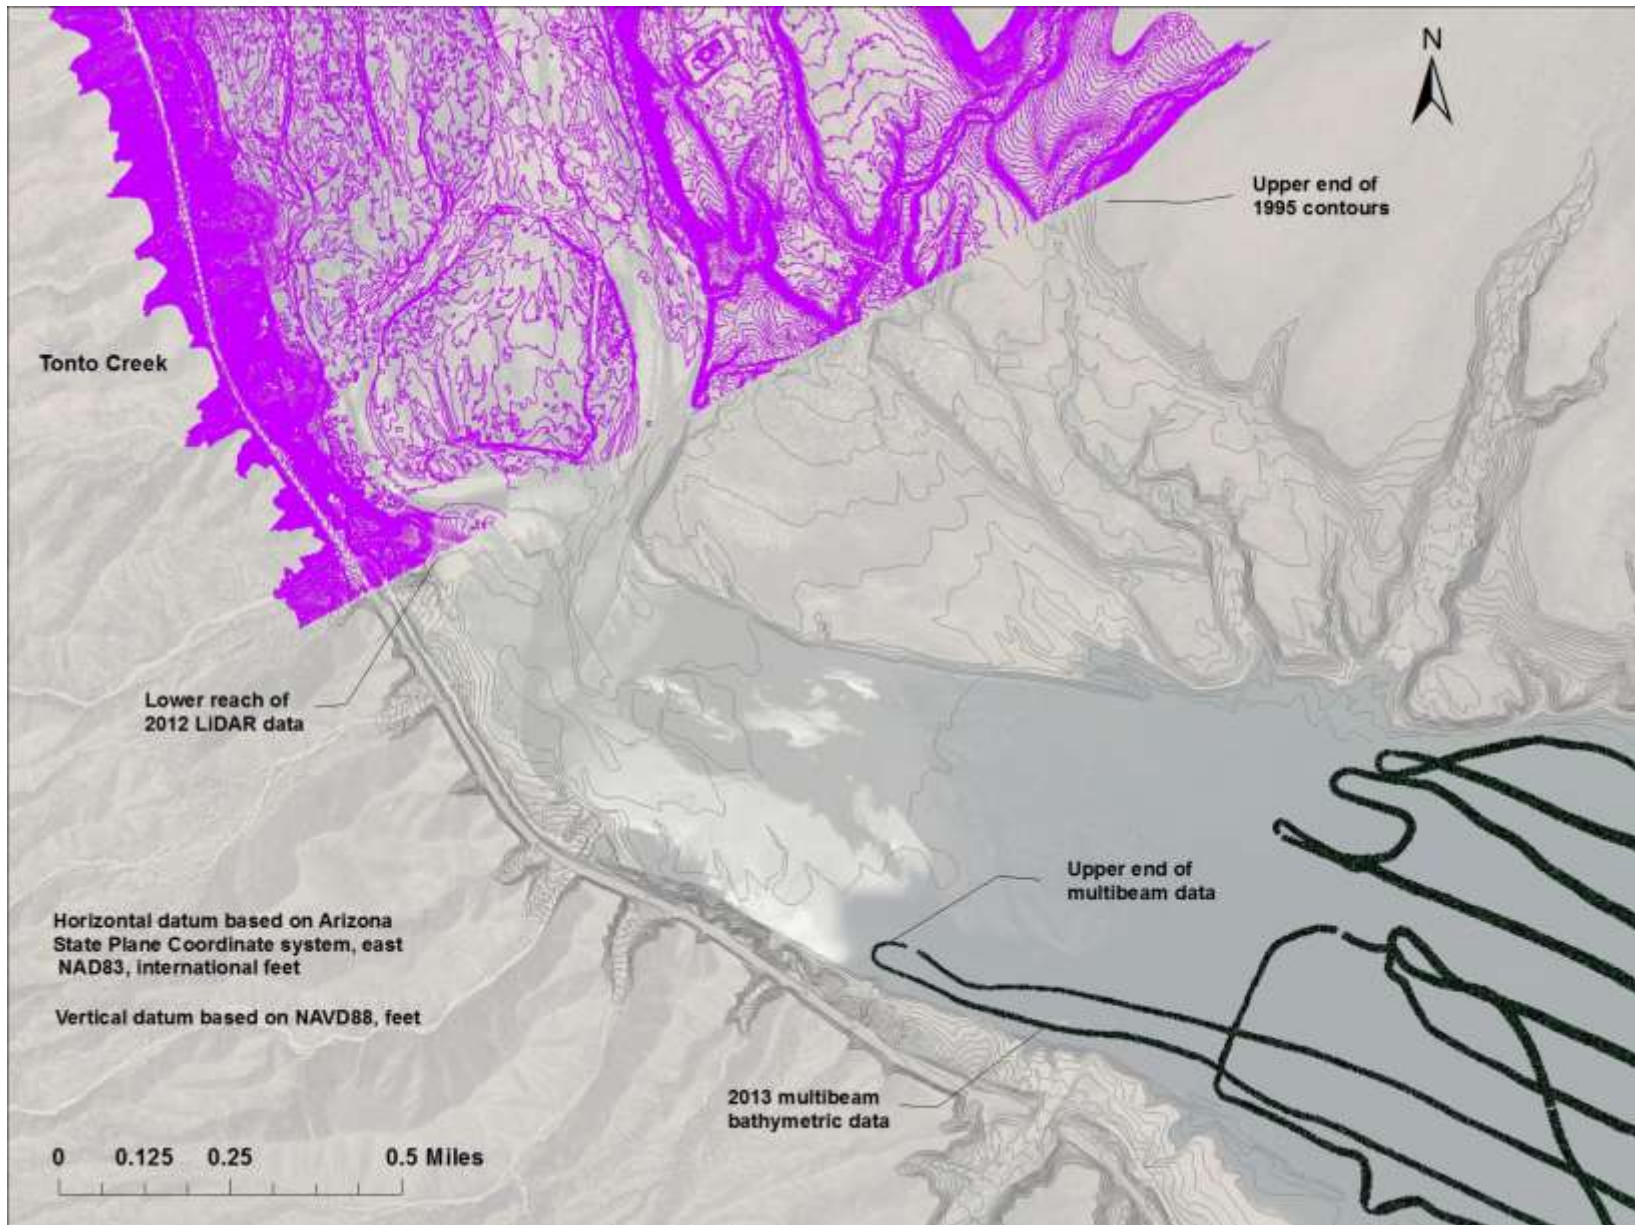 N
Upper end of
1995 contours
Tonto Creek
Lower reach of
2012 LiDAR data
Upper end of
multibeam data
Horizontal datum based on Arizona
State Plane Coordinate system, east
NAD83, international feet
Vertical datum based on NAVD88, feet
2013 multibeam
bathymetric data
0 0.125 0.25 0.5 Miles